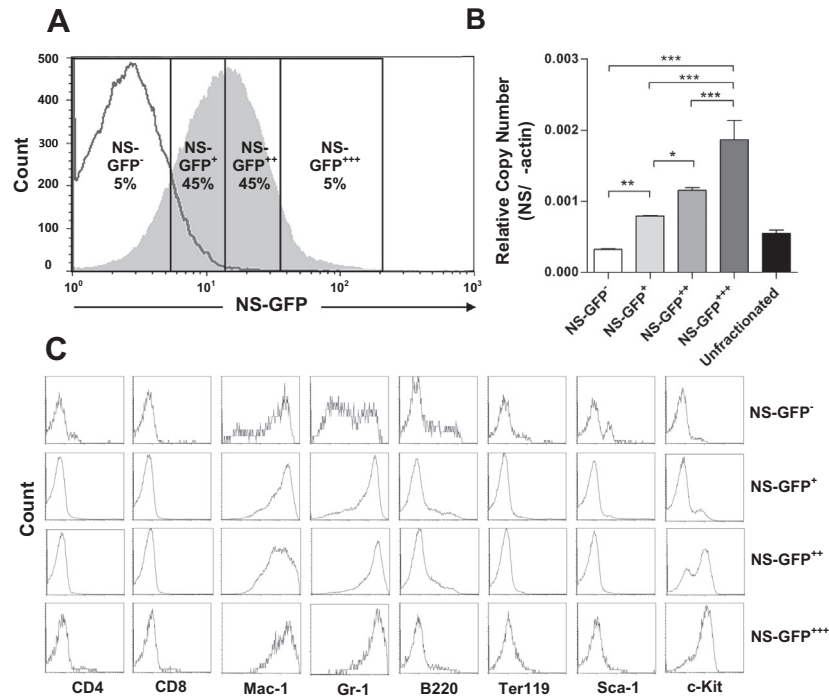 A
Count
500
400
300
200
100
0
NS-GFP⁻ 5%
NS-GFP⁺ 45%
NS-GFP⁺⁺ 45%
NS-GFP⁺⁺⁺ 5%
10⁰ 10¹ 10² 10³
NS-GFP
B
Relative Copy Number
(NS/ -actin)
0.003
0.002
0.001
0.000
***
***
***
*
**
NS-GFP⁻
NS-GFP⁺
NS-GFP⁺⁺
NS-GFP⁺⁺⁺
Unfractionated
C
Count
NS-GFP⁻
NS-GFP⁺
NS-GFP⁺⁺
NS-GFP⁺⁺⁺
CD4 CD8 Mac-1 Gr-1 B220 Ter119 Sca-1 c-Kit